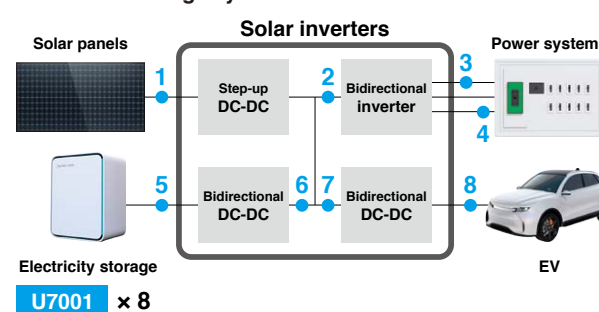 Solar inverters
Solar panels
Power system
1
2
3
4
Step-up
DC-DC
Bidirectional
inverter
5
6
7
8
Bidirectional
DC-DC
Bidirectional
DC-DC
Electricity storage
EV
U7001 × 8